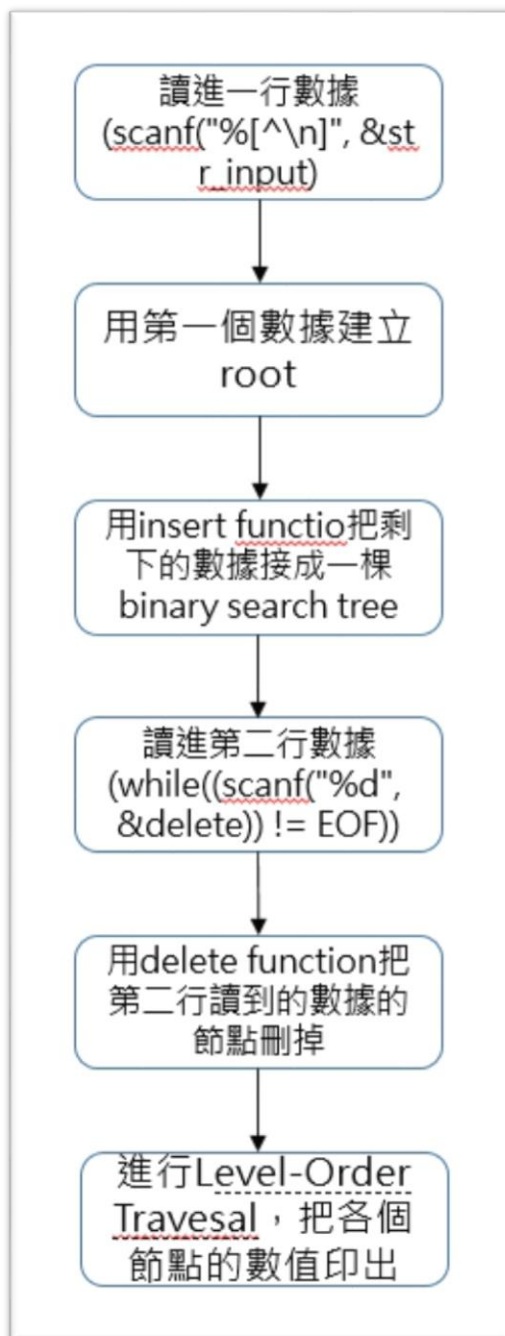 讀進一行數據
(scanf("%[^\n]", &st
r_input)
用第一個數據建立
root
用insert functio把剩
下的數據接成一棵
binary search tree
讀進第二行數據
(while((scanf("%d",
&delete)) != EOF))
用delete function把
第二行讀到的數據的
節點刪掉
進行Level-Order
Travesal，把各個
節点的數值印出